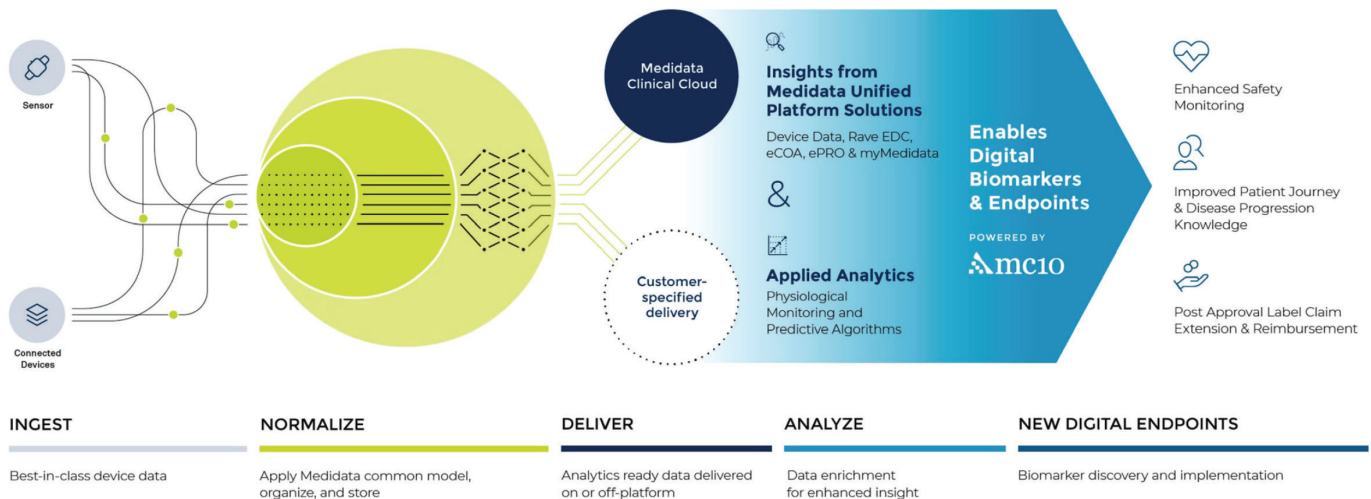 Sensor
Connected
Devices
Medidata
Clinical Cloud
Customer-
specified
delivery
Insights from
Medidata Unified
Platform Solutions
Device Data, Rave EDC,
eCOA, ePRO & myMedidata
&
Applied Analytics
Physiological
Monitoring and
Predictive Algorithms
Enables
Digital
Biomarkers
& Endpoints
POWERED BY
mc10
Enhanced Safety
Monitoring
Improved Patient Journey
& Disease Progression
Knowledge
Post Approval Label Claim
Extension & Reimbursement
INGEST
Best-in-class device data
NORMALIZE
Apply Medidata common model,
organize, and store
DELIVER
Analytics ready data delivered
on or off-platform
ANALYZE
Data enrichment
for enhanced insight
NEW DIGITAL ENDPOINTS
Biomarker discovery and implementation